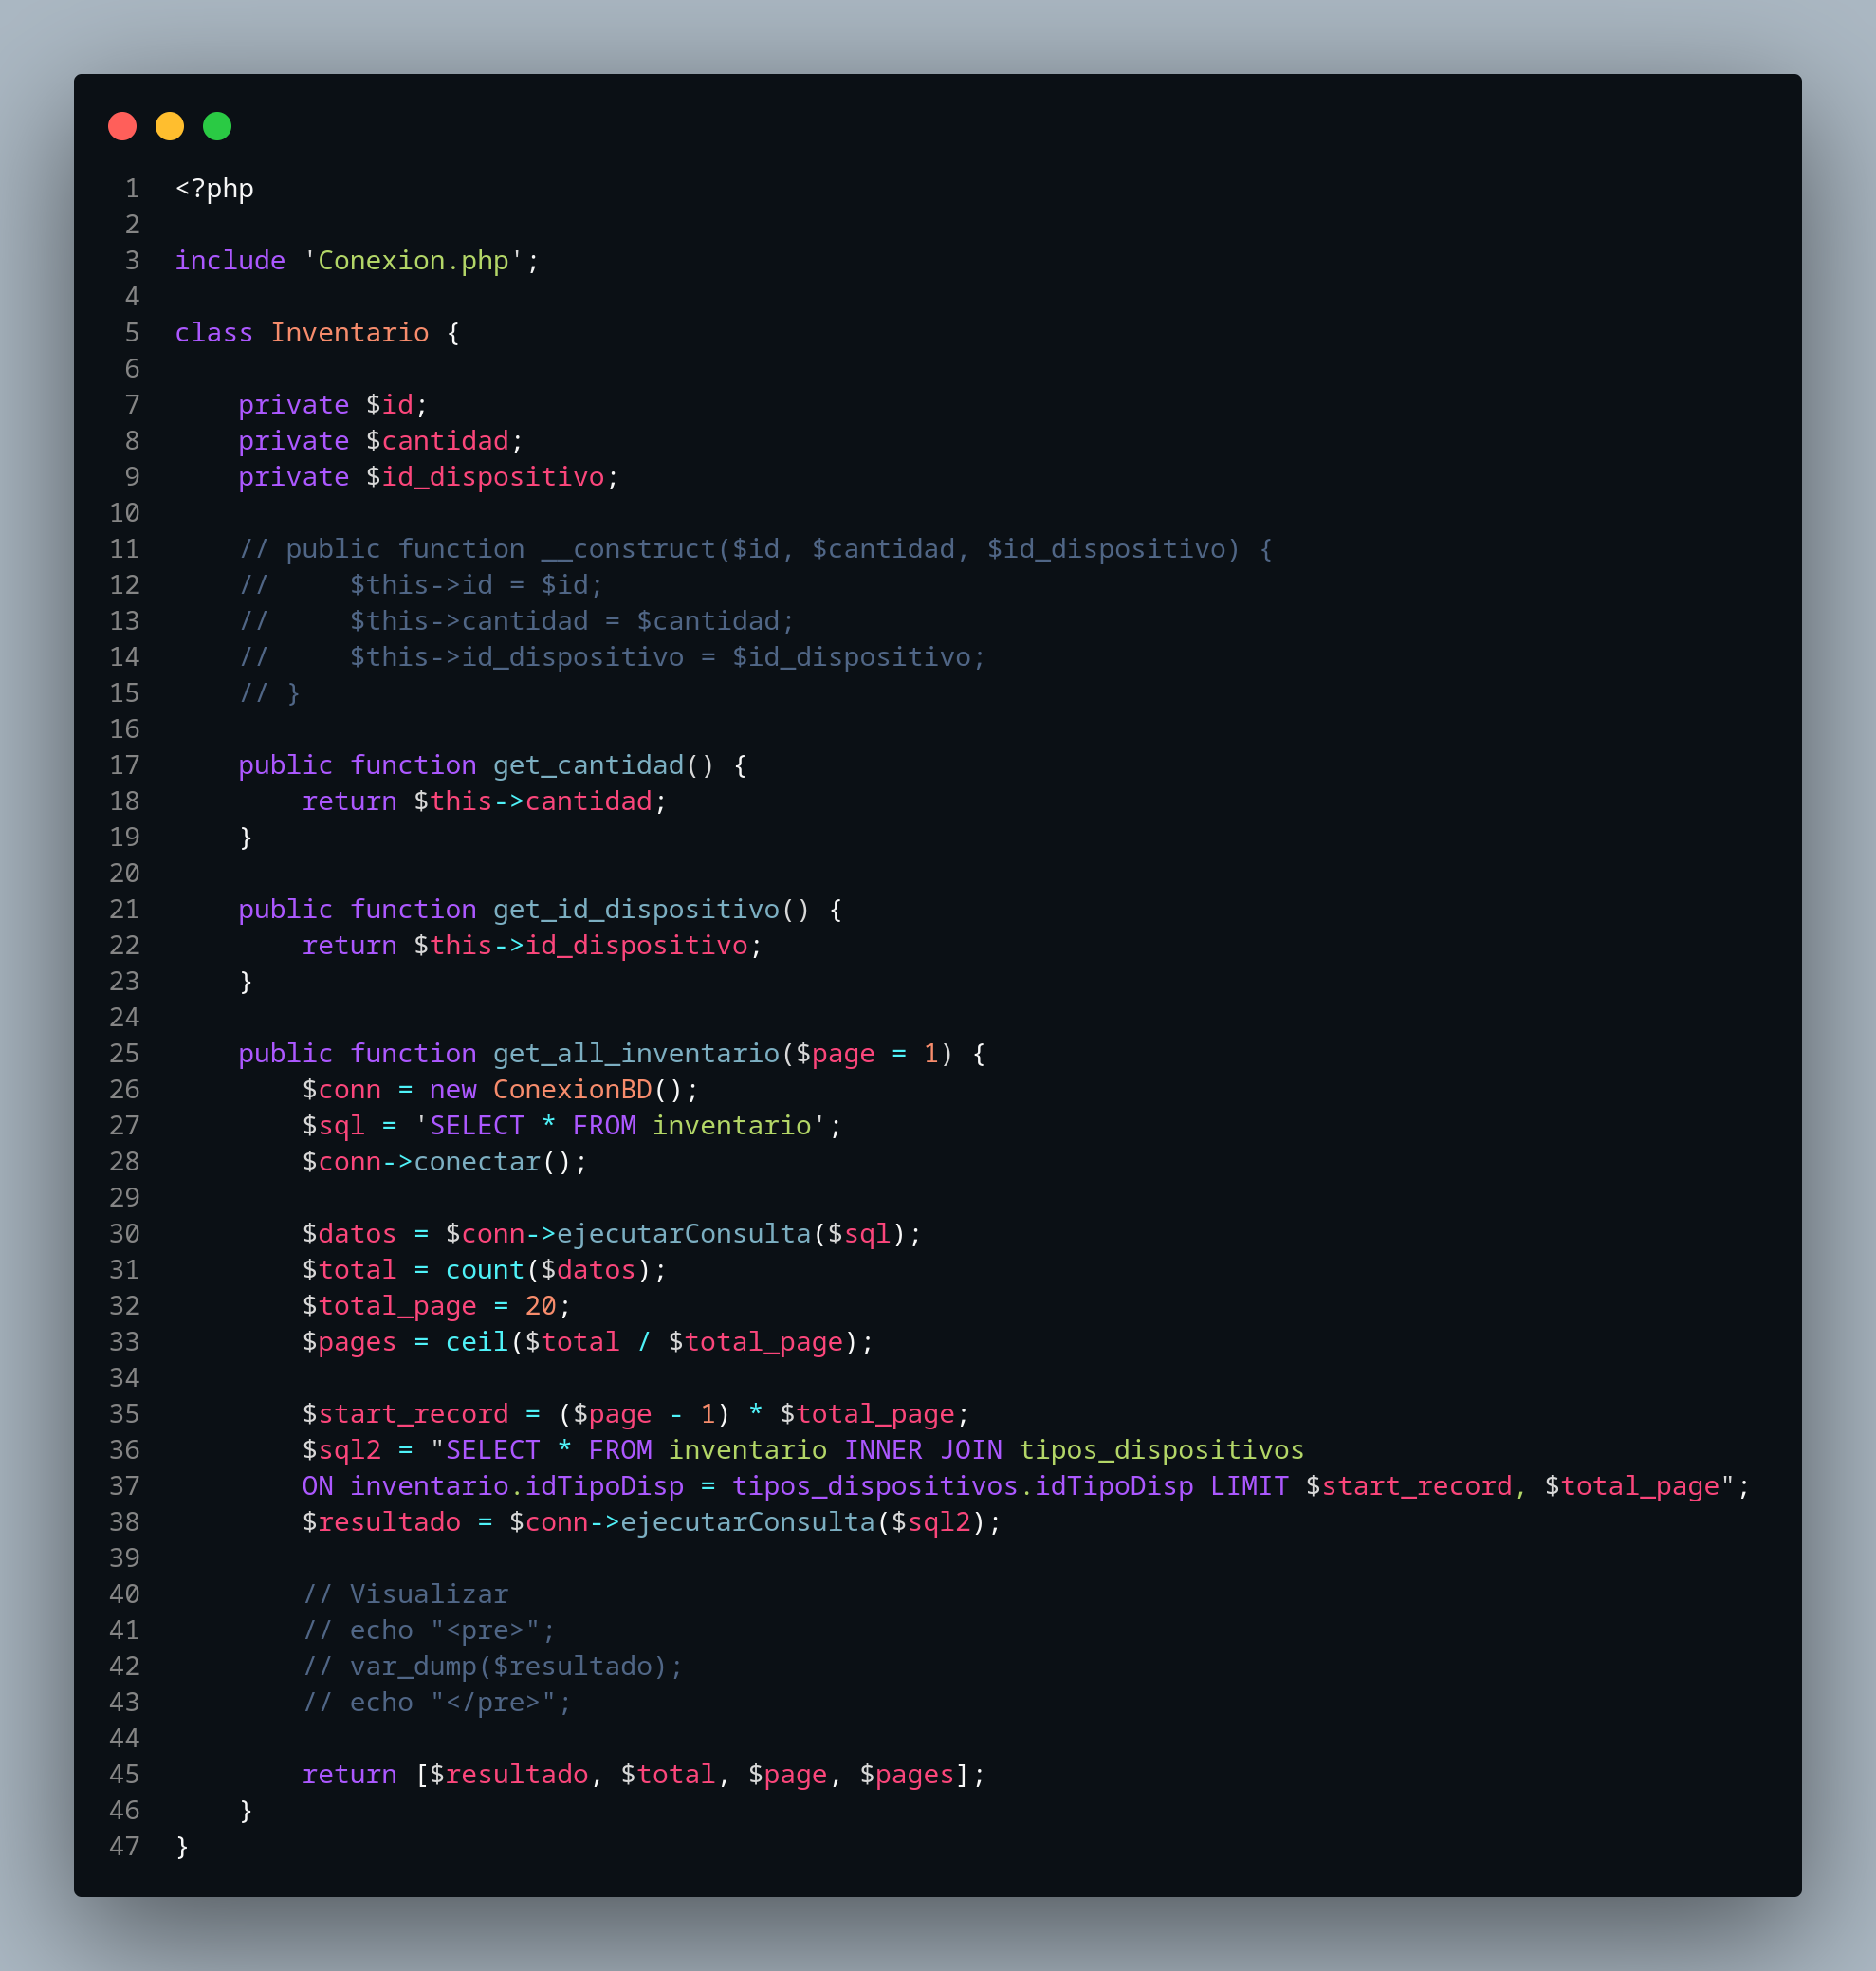 1 <?php
2
3 include 'Conexion.php';
4
5 class Inventario {
6
7     private $id;
8     private $cantidad;
9     private $id_dispositivo;
10
11     // public function __construct($id, $cantidad, $id_dispositivo) {
12     //     $this->id = $id;
13     //     $this->cantidad = $cantidad;
14     //     $this->id_dispositivo = $id_dispositivo;
15     // }
16
17     public function get_cantidad() {
18         return $this->cantidad;
19     }
20
21     public function get_id_dispositivo() {
22         return $this->id_dispositivo;
23     }
24
25     public function get_all_inventario($page = 1) {
26         $conn = new ConexionBD();
27         $sql = 'SELECT * FROM inventario';
28         $conn->conectar();
29
30         $datos = $conn->ejecutarConsulta($sql);
31         $total = count($datos);
32         $total_page = 20;
33         $pages = ceil($total / $total_page);
34
35         $start_record = ($page - 1) * $total_page;
36         $sql2 = "SELECT * FROM inventario INNER JOIN tipos_dispositivos
37         ON inventario.idTipoDisp = tipos_dispositivos.idTipoDisp LIMIT $start_record, $total_page";
38         $resultado = $conn->ejecutarConsulta($sql2);
39
40         // Visualizar
41         // echo "<pre>";
42         // var_dump($resultado);
43         // echo "</pre>";
44
45         return [$resultado, $total, $page, $pages];
46     }
47 }